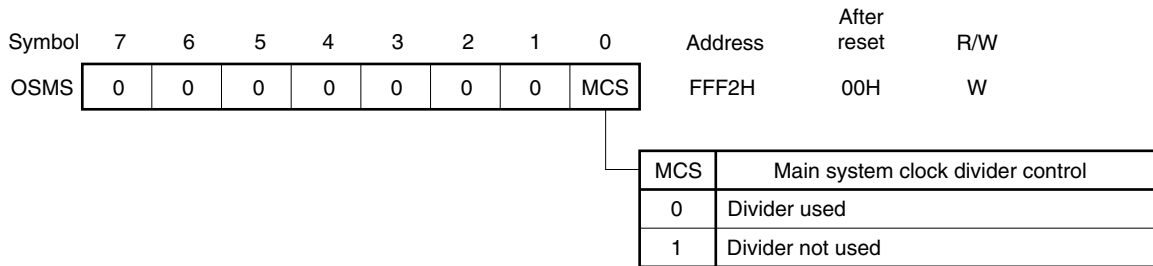 After
Symbol 7 6 5 4 3 2 1 0 Address reset R/W
OSMS 0 0 0 0 0 0 0 MCS FFF2H 00H W
MCS Main system clock divider control
0 Divider used
1 Divider not used